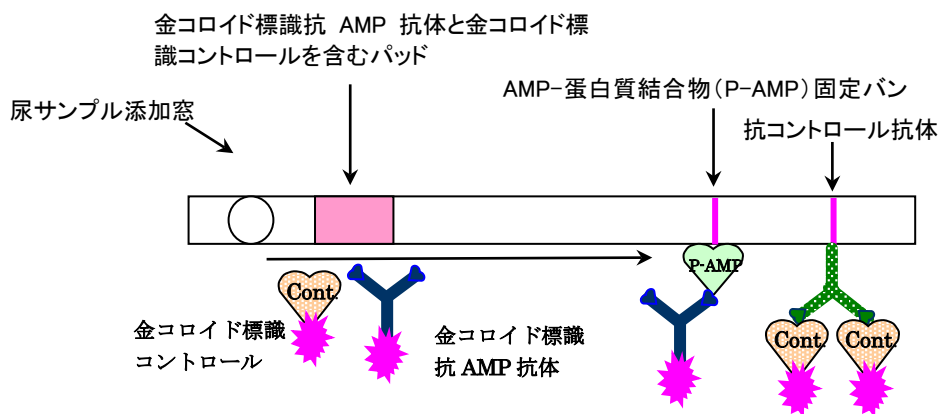 金コロイド標識抗 AMP 抗体と金コロイド標
識コントロールを含むパッド
AMP-蛋白質結合物(P-AMP)固定バン
尿サンプル添加窓
抗コントロール抗体
P-AMP
Cont.
金コロイド標識
コントロール
金コロイド標識
抗 AMP 抗体
Cont.
Cont.